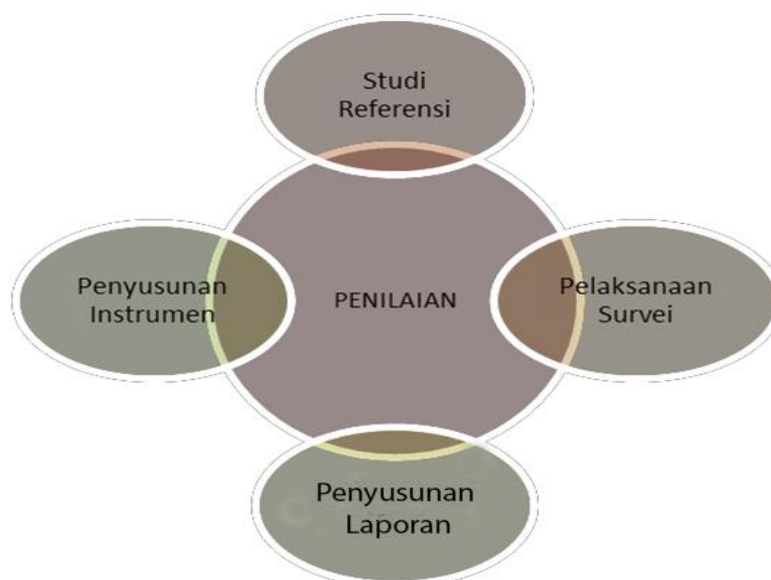 Studi
Referensi
Penyusunan
Instrumen
PENILAIAN
Pelaksanaan
Survei
Penyusunan
Laporan